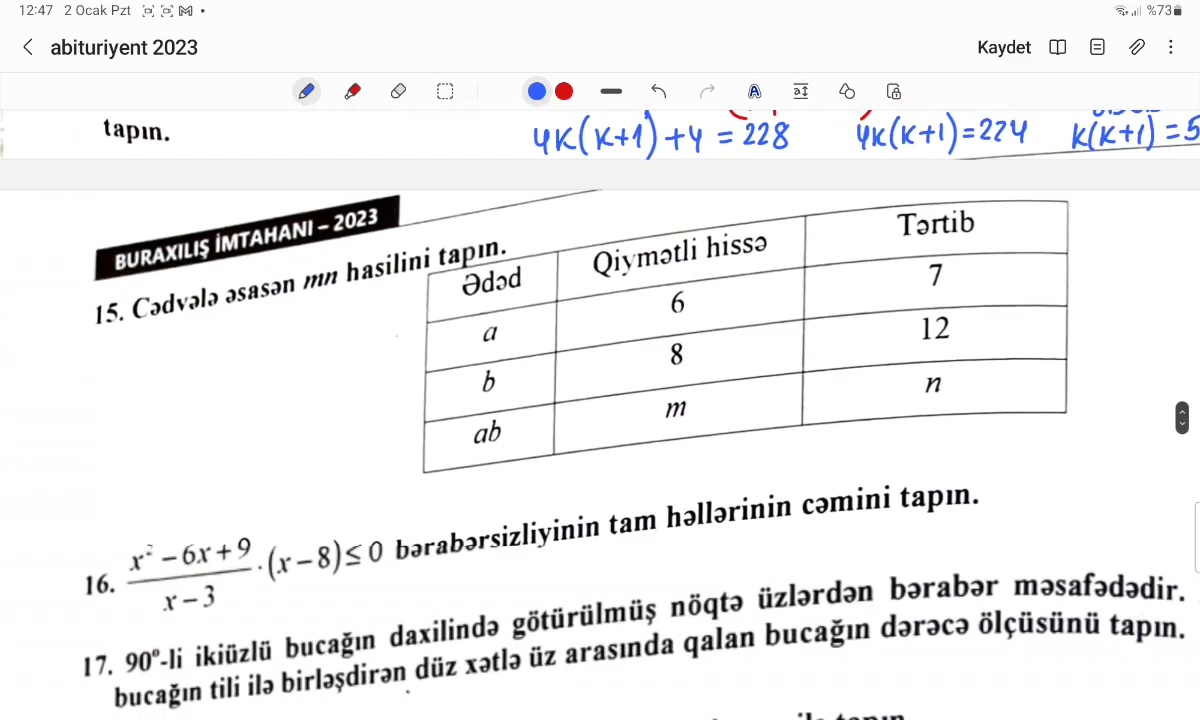 12:47 2 Ocak Pzt
%73
abituriyent 2023
Kaydet
tapın.
4K(K+1)+4 = 228 4K(K+1)=224 K(K+1)=5
BURAXILIŞ İMTAHANI – 2023
15. Cədvələ əsasən mn hasilini tapın.
Ədəd Qiymətli hissə Tərtib
a 6 7
b 8 12
ab m n
16. x² – 6x + 9 / x – 3 · (x – 8) ≤ 0 bərabərsizliyinin tam həllərinin cəmini tapın.
17. 90°-li ikiüzlü bucağın daxilində götürülmüş nöqtə üzlərdən bərabər məsafədədir.
bucağın tili ilə birləşdirən düz xətlə üz arasında qalan bucağın dərəcə ölçüsünü tapın.